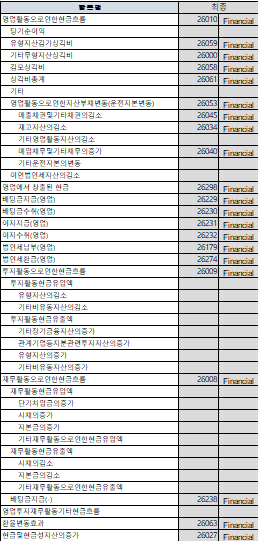 항목명 최종
영업활동으로인한현금흐름 26010 Financial
당기순이익
유형자산감가상각비 26059 Financial
기타무형자산상각비 26000 Financial
감모상각비 26058 Financial
상각비총계 26061 Financial
기타
영업활동으로인한자산부채변동(운전자본변동) 26053 Financial
매출채권및기타채권의감소 26045 Financial
재고자산의감소 26034 Financial
기타영업활동자산의감소
매입채무및기타채무의증가 26040 Financial
기타운전자본의변동
이연법인세자산의감소
영업에서 창출된 현금 26298 Financial
배당금지급(영업) 26229 Financial
배당금수취(영업) 26230 Financial
이자지급(영업) 26231 Financial
이자수취(영업) 26232 Financial
법인세납부(영업) 26179 Financial
법인세환급(영업) 26274 Financial
투자활동으로인한현금흐름 26009 Financial
투자활동현금유입액
유형자산의감소
기타비유동자산의감소
투자활동현금유출액
기타장기금융자산의증가
관계기업등지분관련투자자산의증가
유형자산의증가
기타비유동자산의증가
재무활동으로인한현금흐름 26008 Financial
재무활동현금유입액
단기차입금의증가
사채의증가
자본금의증가
기타재무활동으로인한현금유입액
재무활동현금유출액
사채의감소
자본금의감소
기타재무활동으로인한현금유출액
배당금지급(-) 26238 Financial
영업투자재무활동기타현금흐름
환율변동효과 26063 Financial
현금및현금성자산의증가 26027 Financial